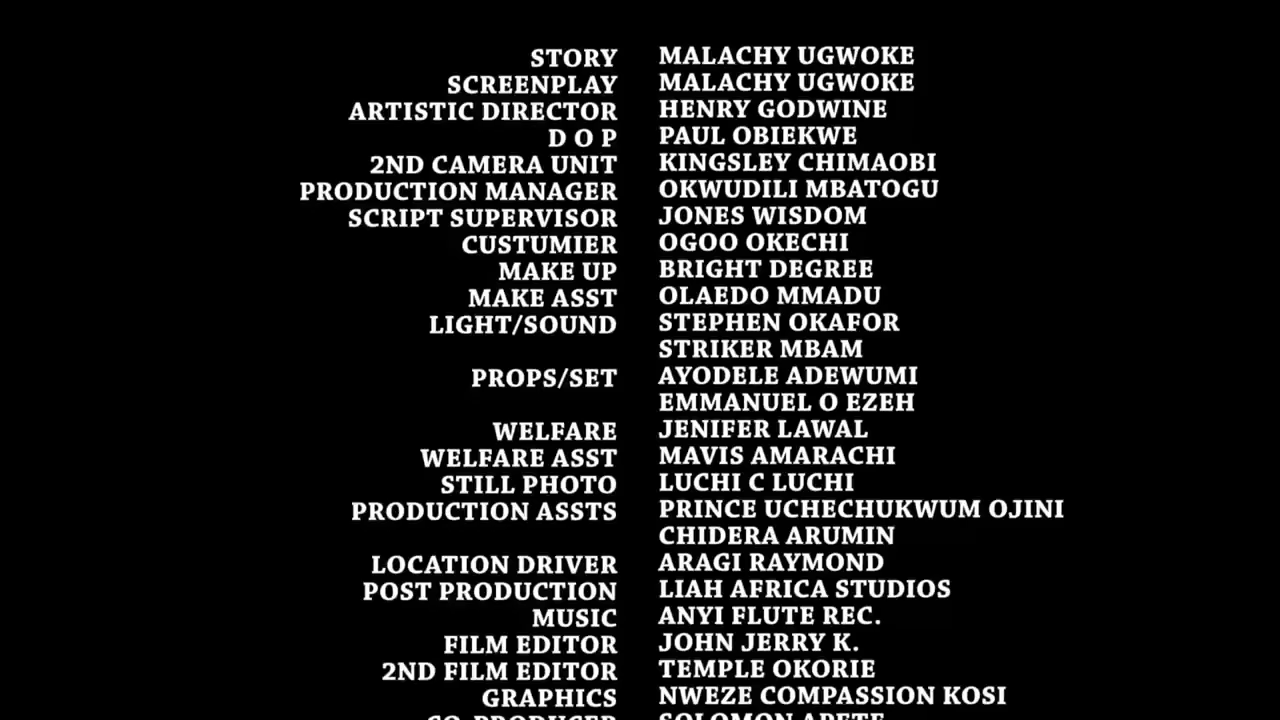 STORY MALACHY UGWOKE
SCREENPLAY MALACHY UGWOKE
ARTISTIC DIRECTOR HENRY GODWINE
D O P PAUL OBIEKWE
2ND CAMERA UNIT KINGSLEY CHIMAOBI
PRODUCTION MANAGER OKWUDILI MBATOGU
SCRIPT SUPERVISOR JONES WISDOM
CUSTUMIER OGOO OKECHI
MAKE UP BRIGHT DEGREE
MAKE ASST OLAEDO MMADU
LIGHT/SOUND STEPHEN OKAFOR
STRIKER MBAM
PROPS/SET AYODELE ADEWUMI
EMMANUEL O EZEH
WELFARE JENIFER LAWAL
WELFARE ASST MAVIS AMARACHI
STILL PHOTO LUCHI C LUCHI
PRODUCTION ASSTS PRINCE UCHECHUKWUM OJINI
CHIDERA ARUMIN
LOCATION DRIVER ARAGI RAYMOND
POST PRODUCTION LIAH AFRICA STUDIOS
MUSIC ANYI FLUTE REC.
FILM EDITOR JOHN JERRY K.
2ND FILM EDITOR TEMPLE OKORIE
GRAPHICS NWEZE COMPASSION KOSI
CO-PRODUCER SOLOMON APETE